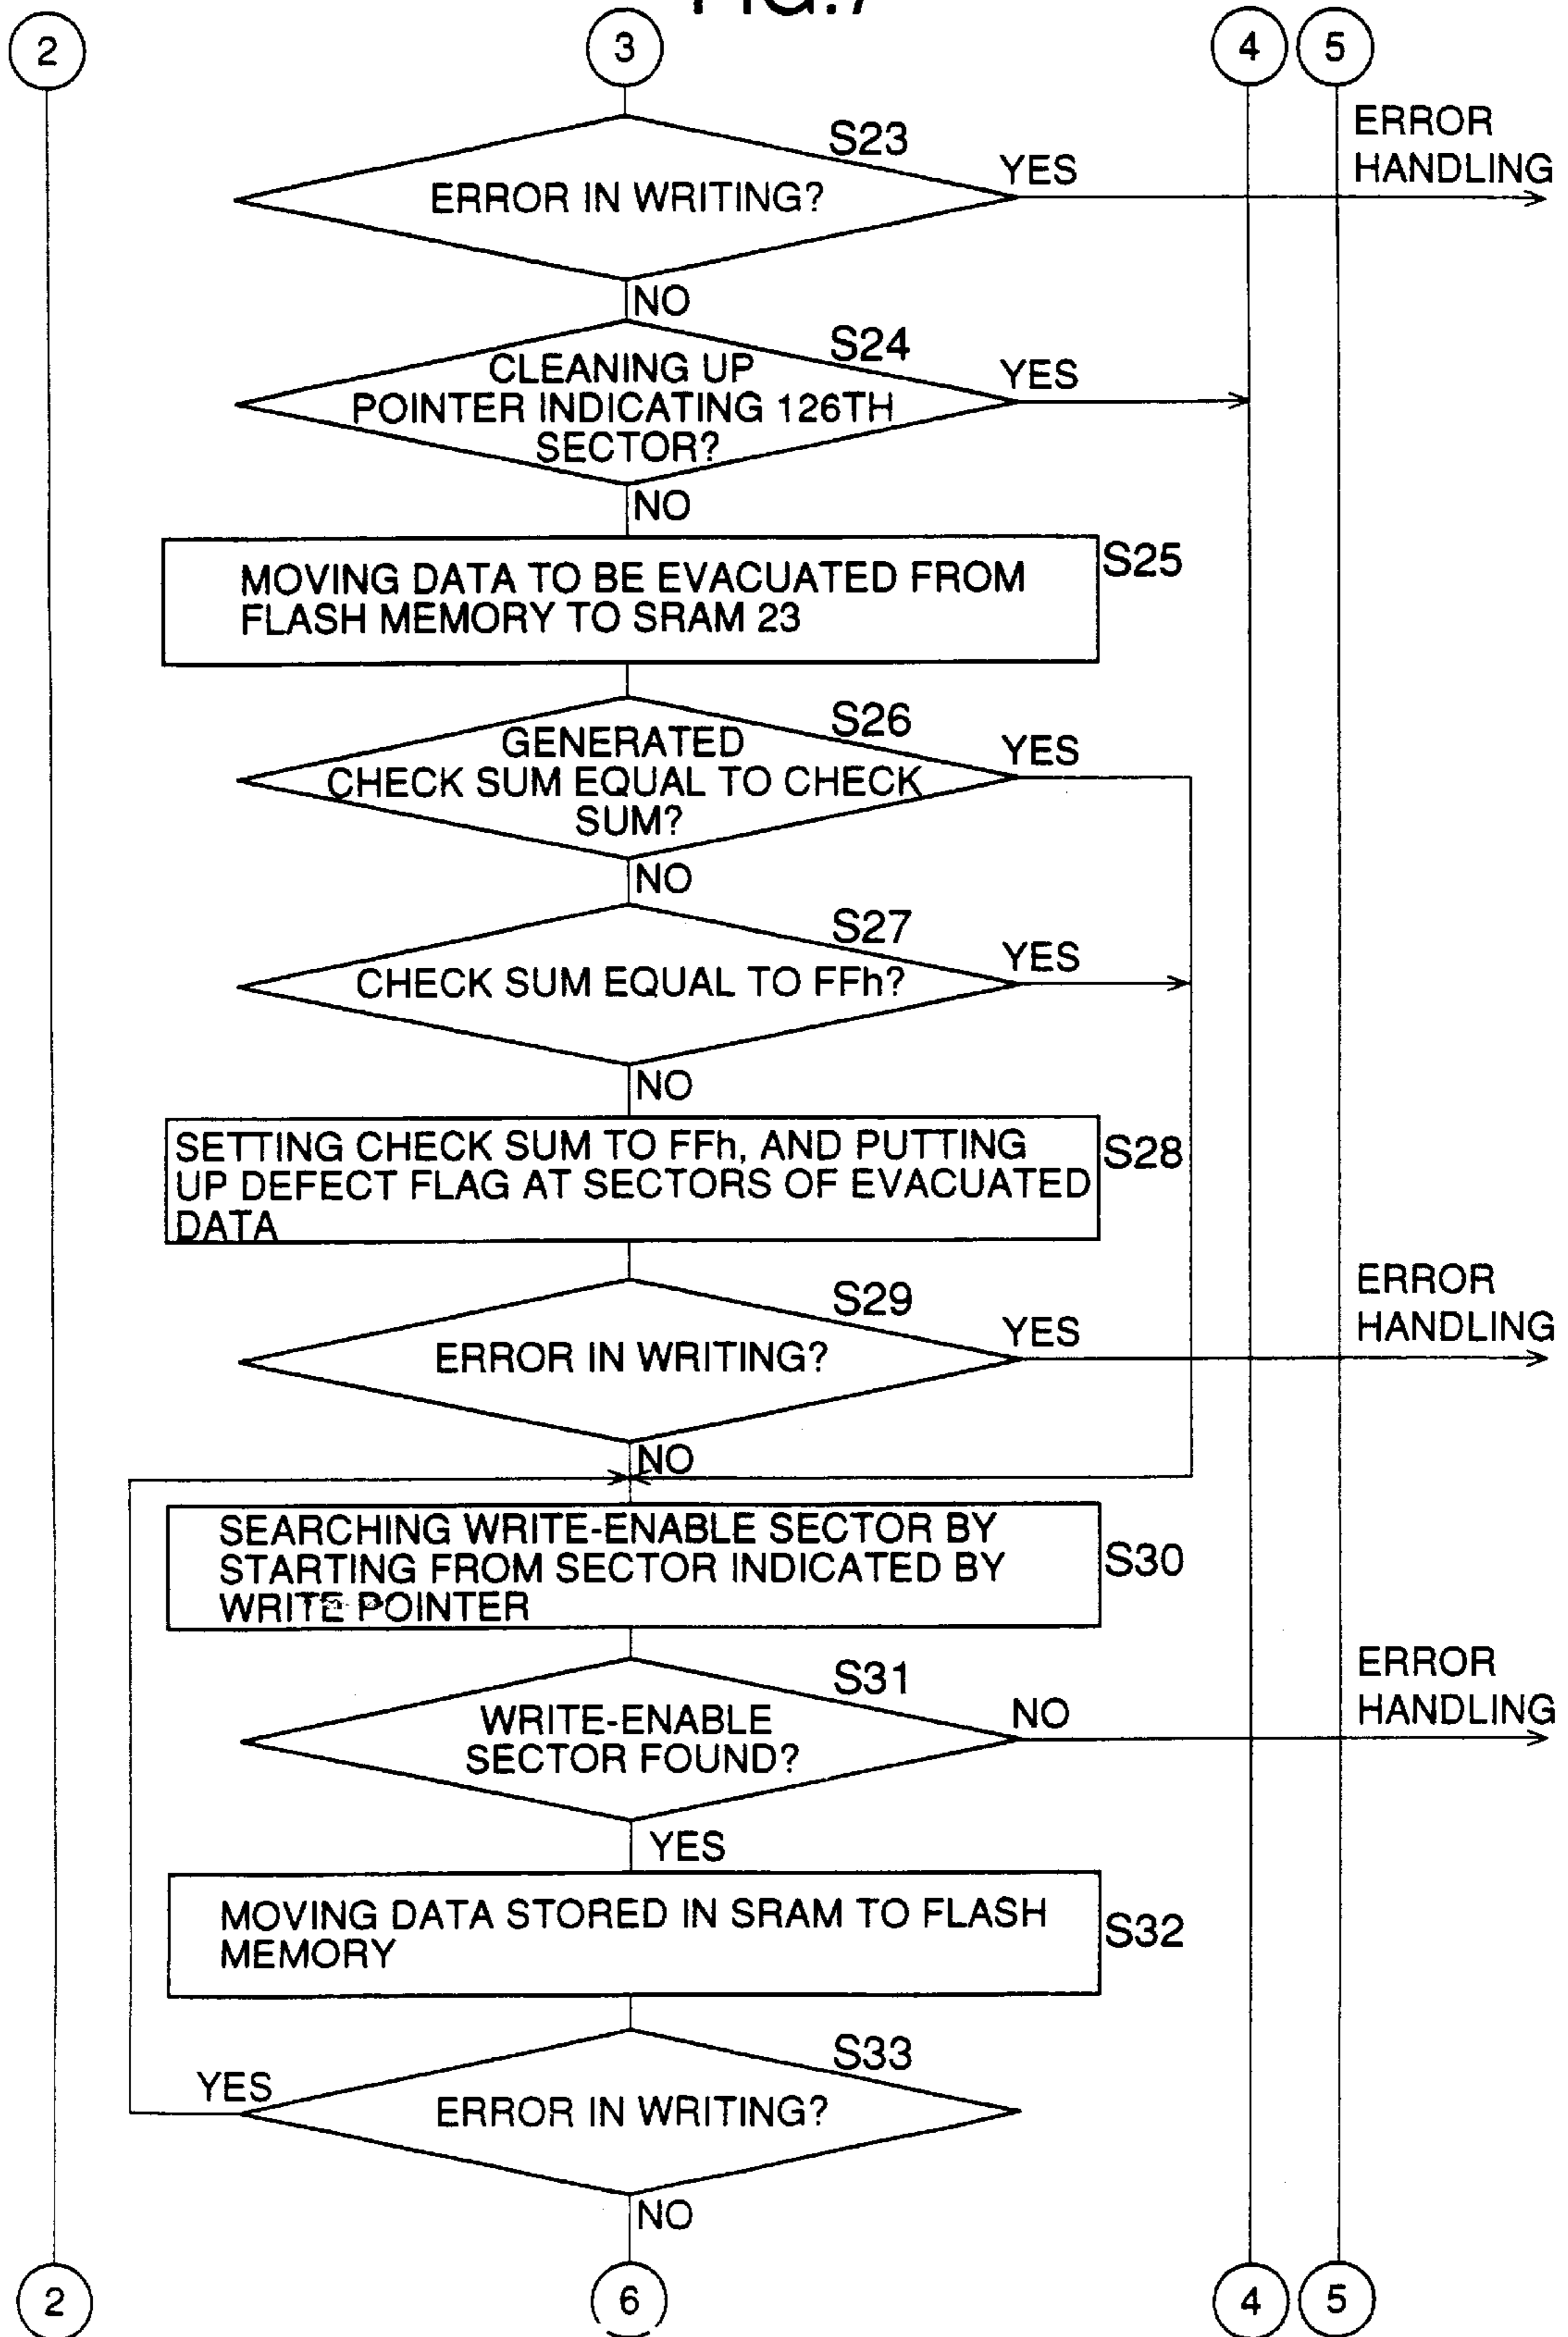 FIG.7
2
3
4
5
S23
ERROR IN WRITING?
YES
ERROR
HANDLING
NO
S24
CLEANING UP
POINTER INDICATING 126TH
SECTOR?
YES
NO
S25
MOVING DATA TO BE EVACUATED FROM
FLASH MEMORY TO SRAM 23
S26
GENERATED
CHECK SUM EQUAL TO CHECK
SUM?
YES
NO
S27
CHECK SUM EQUAL TO FFh?
YES
NO
S28
SETTING CHECK SUM TO FFh, AND PUTTING
UP DEFECT FLAG AT SECTORS OF EVACUATED
DATA
S29
ERROR IN WRITING?
YES
ERROR
HANDLING
NO
S30
SEARCHING WRITE-ENABLE SECTOR BY
STARTING FROM SECTOR INDICATED BY
WRITE POINTER
S31
WRITE-ENABLE
SECTOR FOUND?
NO
ERROR
HANDLING
YES
S32
MOVING DATA STORED IN SRAM TO FLASH
MEMORY
S33
ERROR IN WRITING?
YES
NO
2
6
4
5